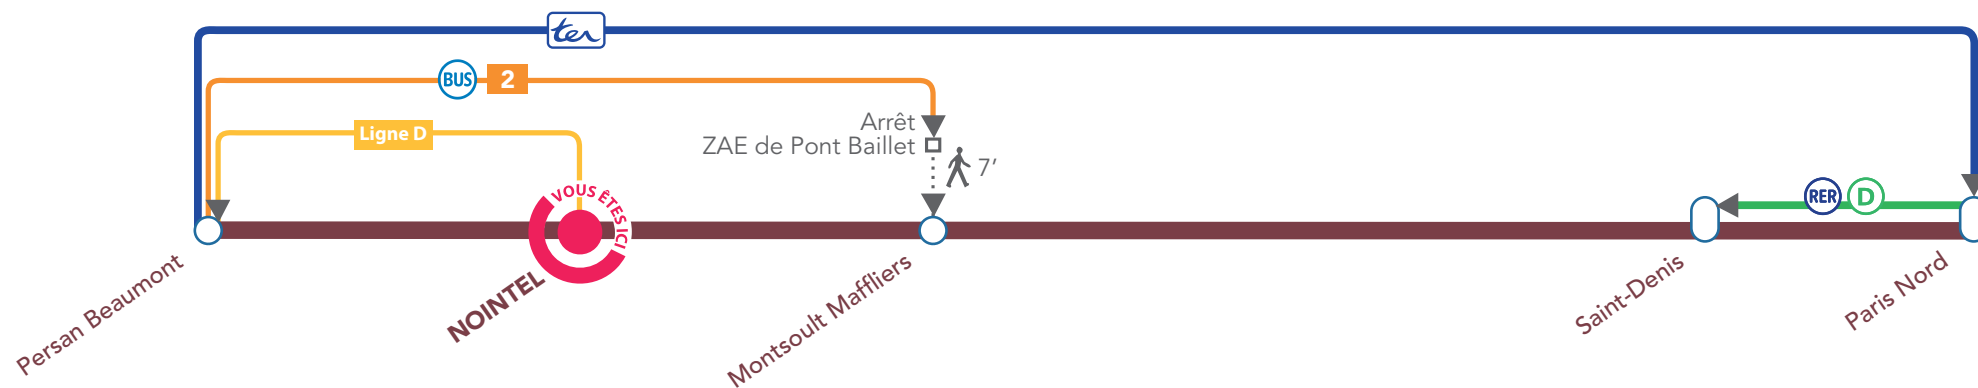 ter
BUS 2
Ligne D
Arrêt
ZAE de Pont Baillet
7’
VOUS ÊTES ICI
RER D
Persan Beaumont
NOINTEL
Montsoult Maffliers
Saint-Denis
Paris Nord